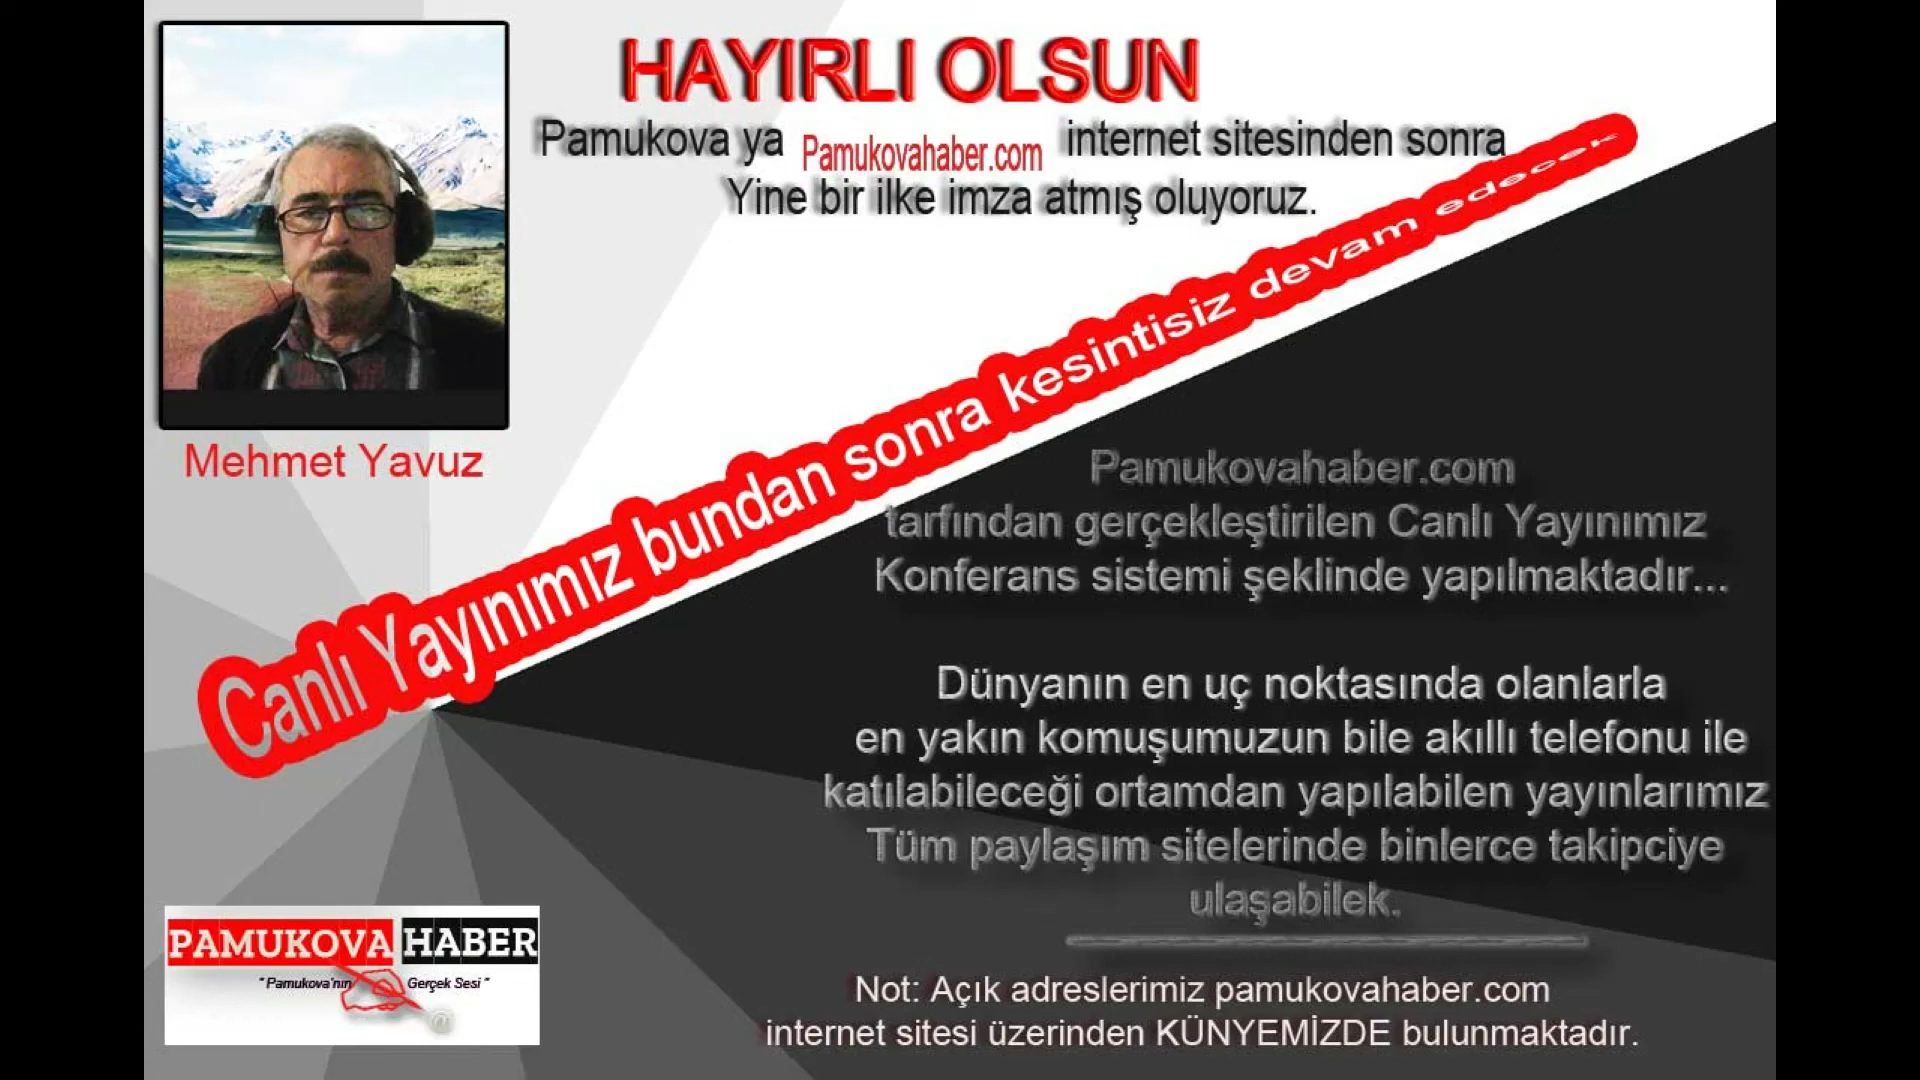 HAYIRLI OLSUN
Pamukova ya Pamukovahaber.com internet sitesinden sonra
Yine bir ilke imza atmış oluyoruz.
Canlı Yayınımız bundan sonra kesintisiz devam edecek
Mehmet Yavuz
Pamukovahaber.com
tarfından gerçekleştirilen Canlı Yayınımız
Konferans sistemi şeklinde yapılmaktadır...
Dünyanın en uç noktasında olanlarla
en yakın komuşumuzun bile akıllı telefonu ile
katılabileceği ortamdan yapılabilen yayınlarımız
Tüm paylaşım sitelerinde binlerce takipciye
ulaşabilek.
PAMUKOVA HABER
" Pamukova'nın Gerçek Sesi "
@
Not: Açık adreslerimiz pamukovahaber.com
internet sitesi üzerinden KÜNYEMİZDE bulunmaktadır.